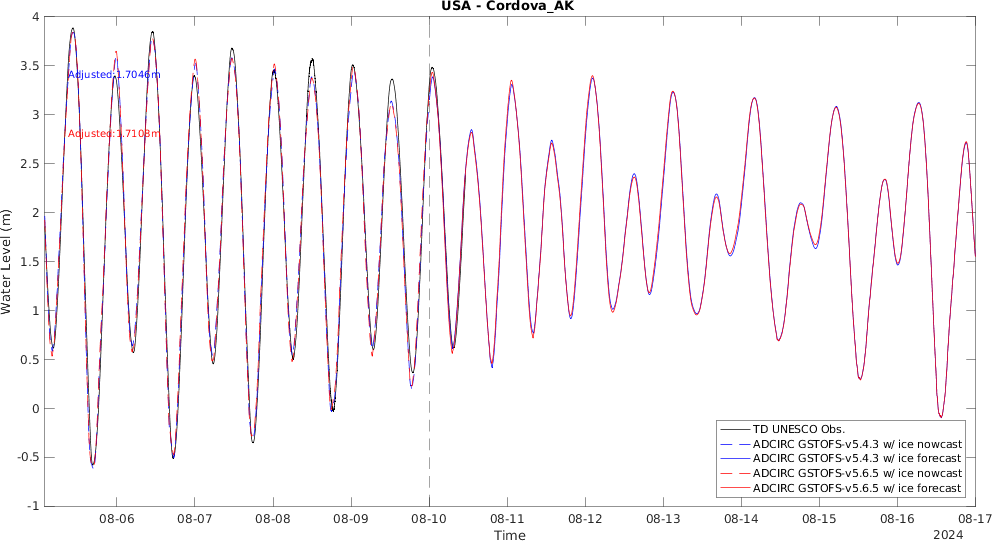 USA - Cordova_AK
4
3.5
3
2.5
2
1.5
1
0.5
0
-0.5
-1
Water Level (m)
Adjusted:1.7046m
Adjusted:1.7103m
TD UNESCO Obs.
ADCIRC GSTOFS-v5.4.3 w/ ice nowcast
ADCIRC GSTOFS-v5.4.3 w/ ice forecast
ADCIRC GSTOFS-v5.6.5 w/ ice nowcast
ADCIRC GSTOFS-v5.6.5 w/ ice forecast
08-06 08-07 08-08 08-09 08-10 08-11 08-12 08-13 08-14 08-15 08-16 08-17
Time
2024